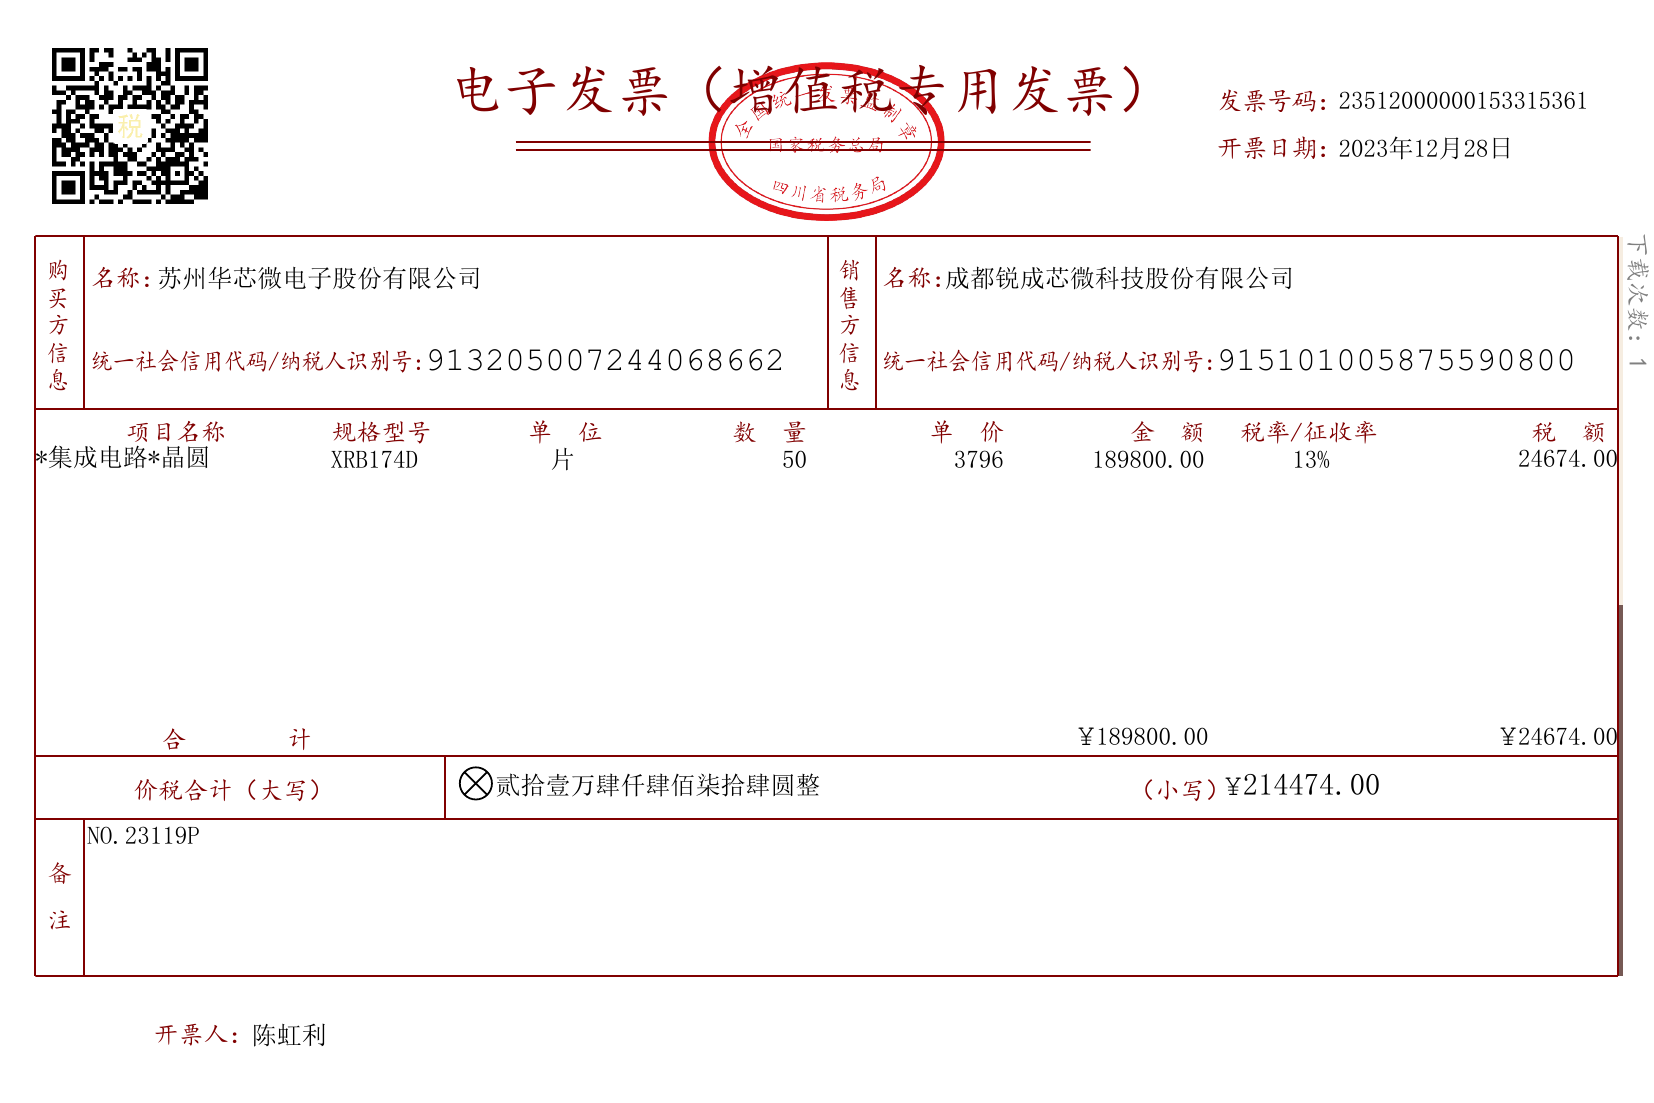 电子发票（增值税专用发票）
全国统一发票监制章
国家税务总局
四川省税务局
税
发票号码：23512000000153315361
开票日期：2023年12月28日
下载次数：1
购买方信息
名称：苏州华芯微电子股份有限公司
统一社会信用代码/纳税人识别号：913205007244068662
销售方信息
名称：成都锐成芯微科技股份有限公司
统一社会信用代码/纳税人识别号：915101005875590800
项目名称 规格型号 单位 数量 单价 金额 税率/征收率 税额
*集成电路*晶圆 XRB174D 片 50 3796 189800.00 13% 24674.00
合计 ¥189800.00 ¥24674.00
价税合计（大写） ⊗贰拾壹万肆仟肆佰柒拾肆圆整 （小写）¥214474.00
备注
NO.23119P
开票人：陈虹利